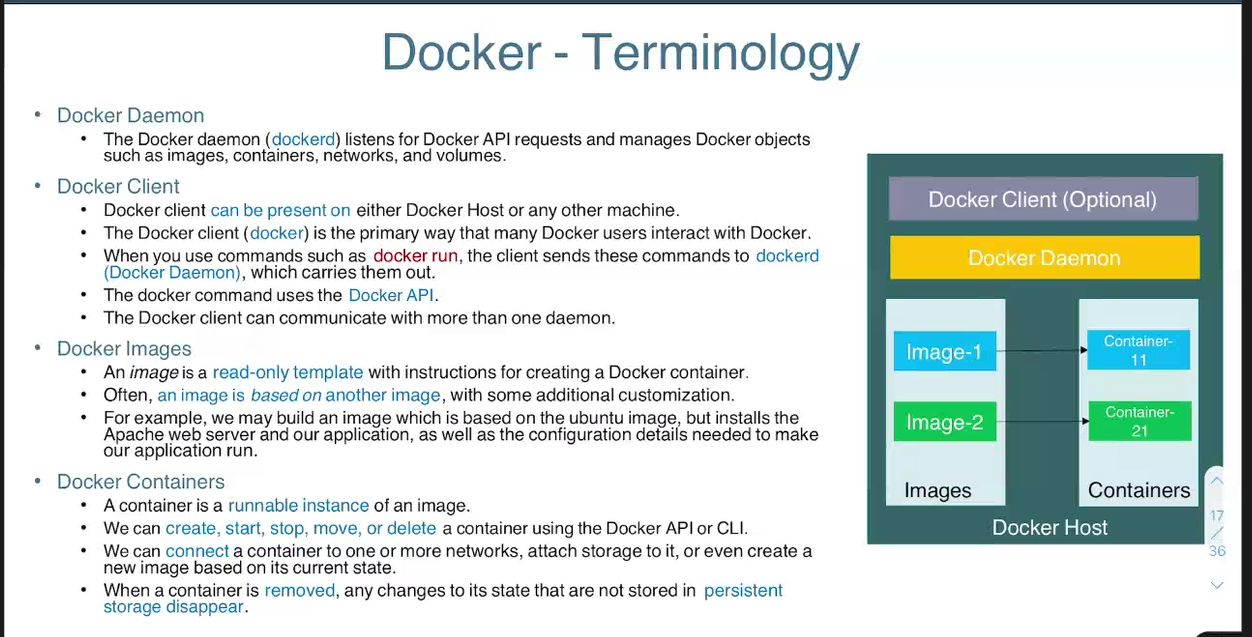 Docker - Terminology
• Docker Daemon
• The Docker daemon (dockerd) listens for Docker API requests and manages Docker objects
such as images, containers, networks, and volumes.
• Docker Client
• Docker client can be present on either Docker Host or any other machine.
• The Docker client (docker) is the primary way that many Docker users interact with Docker.
• When you use commands such as docker run, the client sends these commands to dockerd
(Docker Daemon), which carries them out.
• The docker command uses the Docker API.
• The Docker client can communicate with more than one daemon.
• Docker Images
• An image is a read-only template with instructions for creating a Docker container.
• Often, an image is based on another image, with some additional customization.
• For example, we may build an image which is based on the ubuntu image, but installs the
Apache web server and our application, as well as the configuration details needed to make
our application run.
• Docker Containers
• A container is a runnable instance of an image.
• We can create, start, stop, move, or delete a container using the Docker API or CLI.
• We can connect a container to one or more networks, attach storage to it, or even create a
new image based on its current state.
• When a container is removed, any changes to its state that are not stored in persistent
storage disappear.
Docker Client (Optional)
Docker Daemon
Image-1
Container-
11
Image-2
Container-
21
Images
Containers
Docker Host
17
/
36